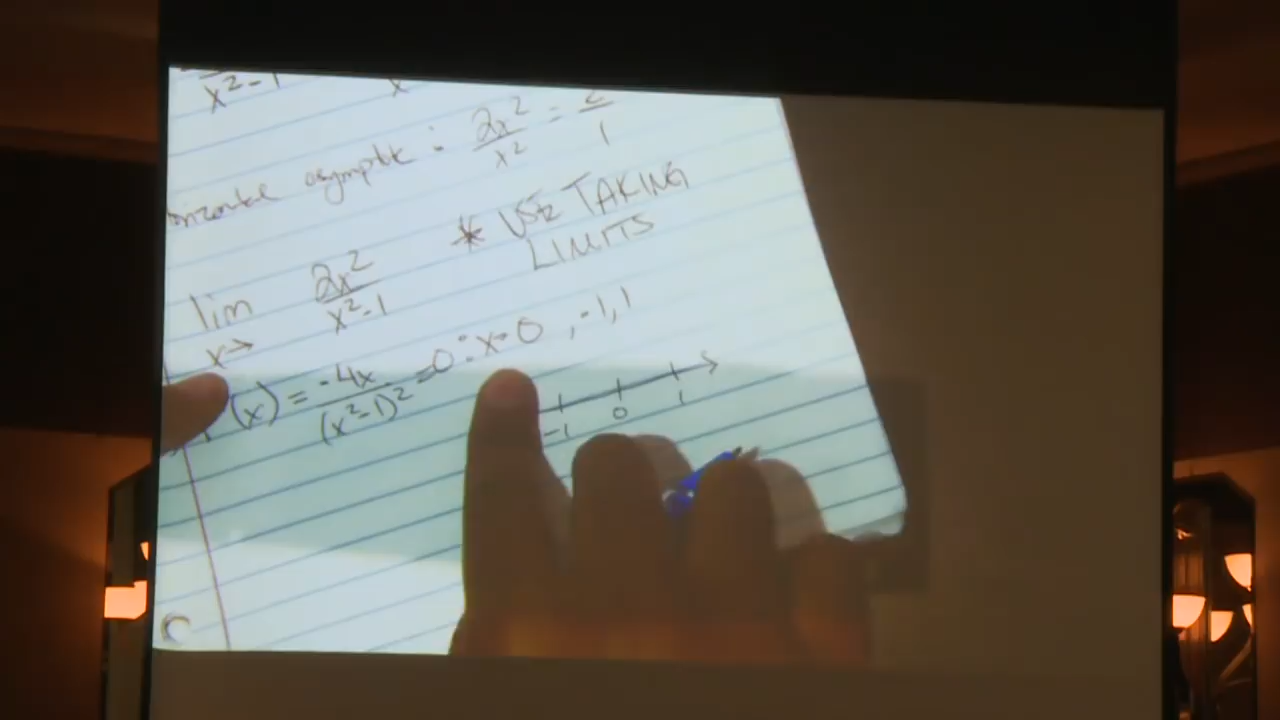 x²-1 x
horizontal asymptote : 2x²/x² = 2/1
* USE TAKING
LIMITS
lim x→ 2x²/x²-1
(x) = -4x/(x²-1)² = 0 : x=0 , -1, 1
-1 0 1